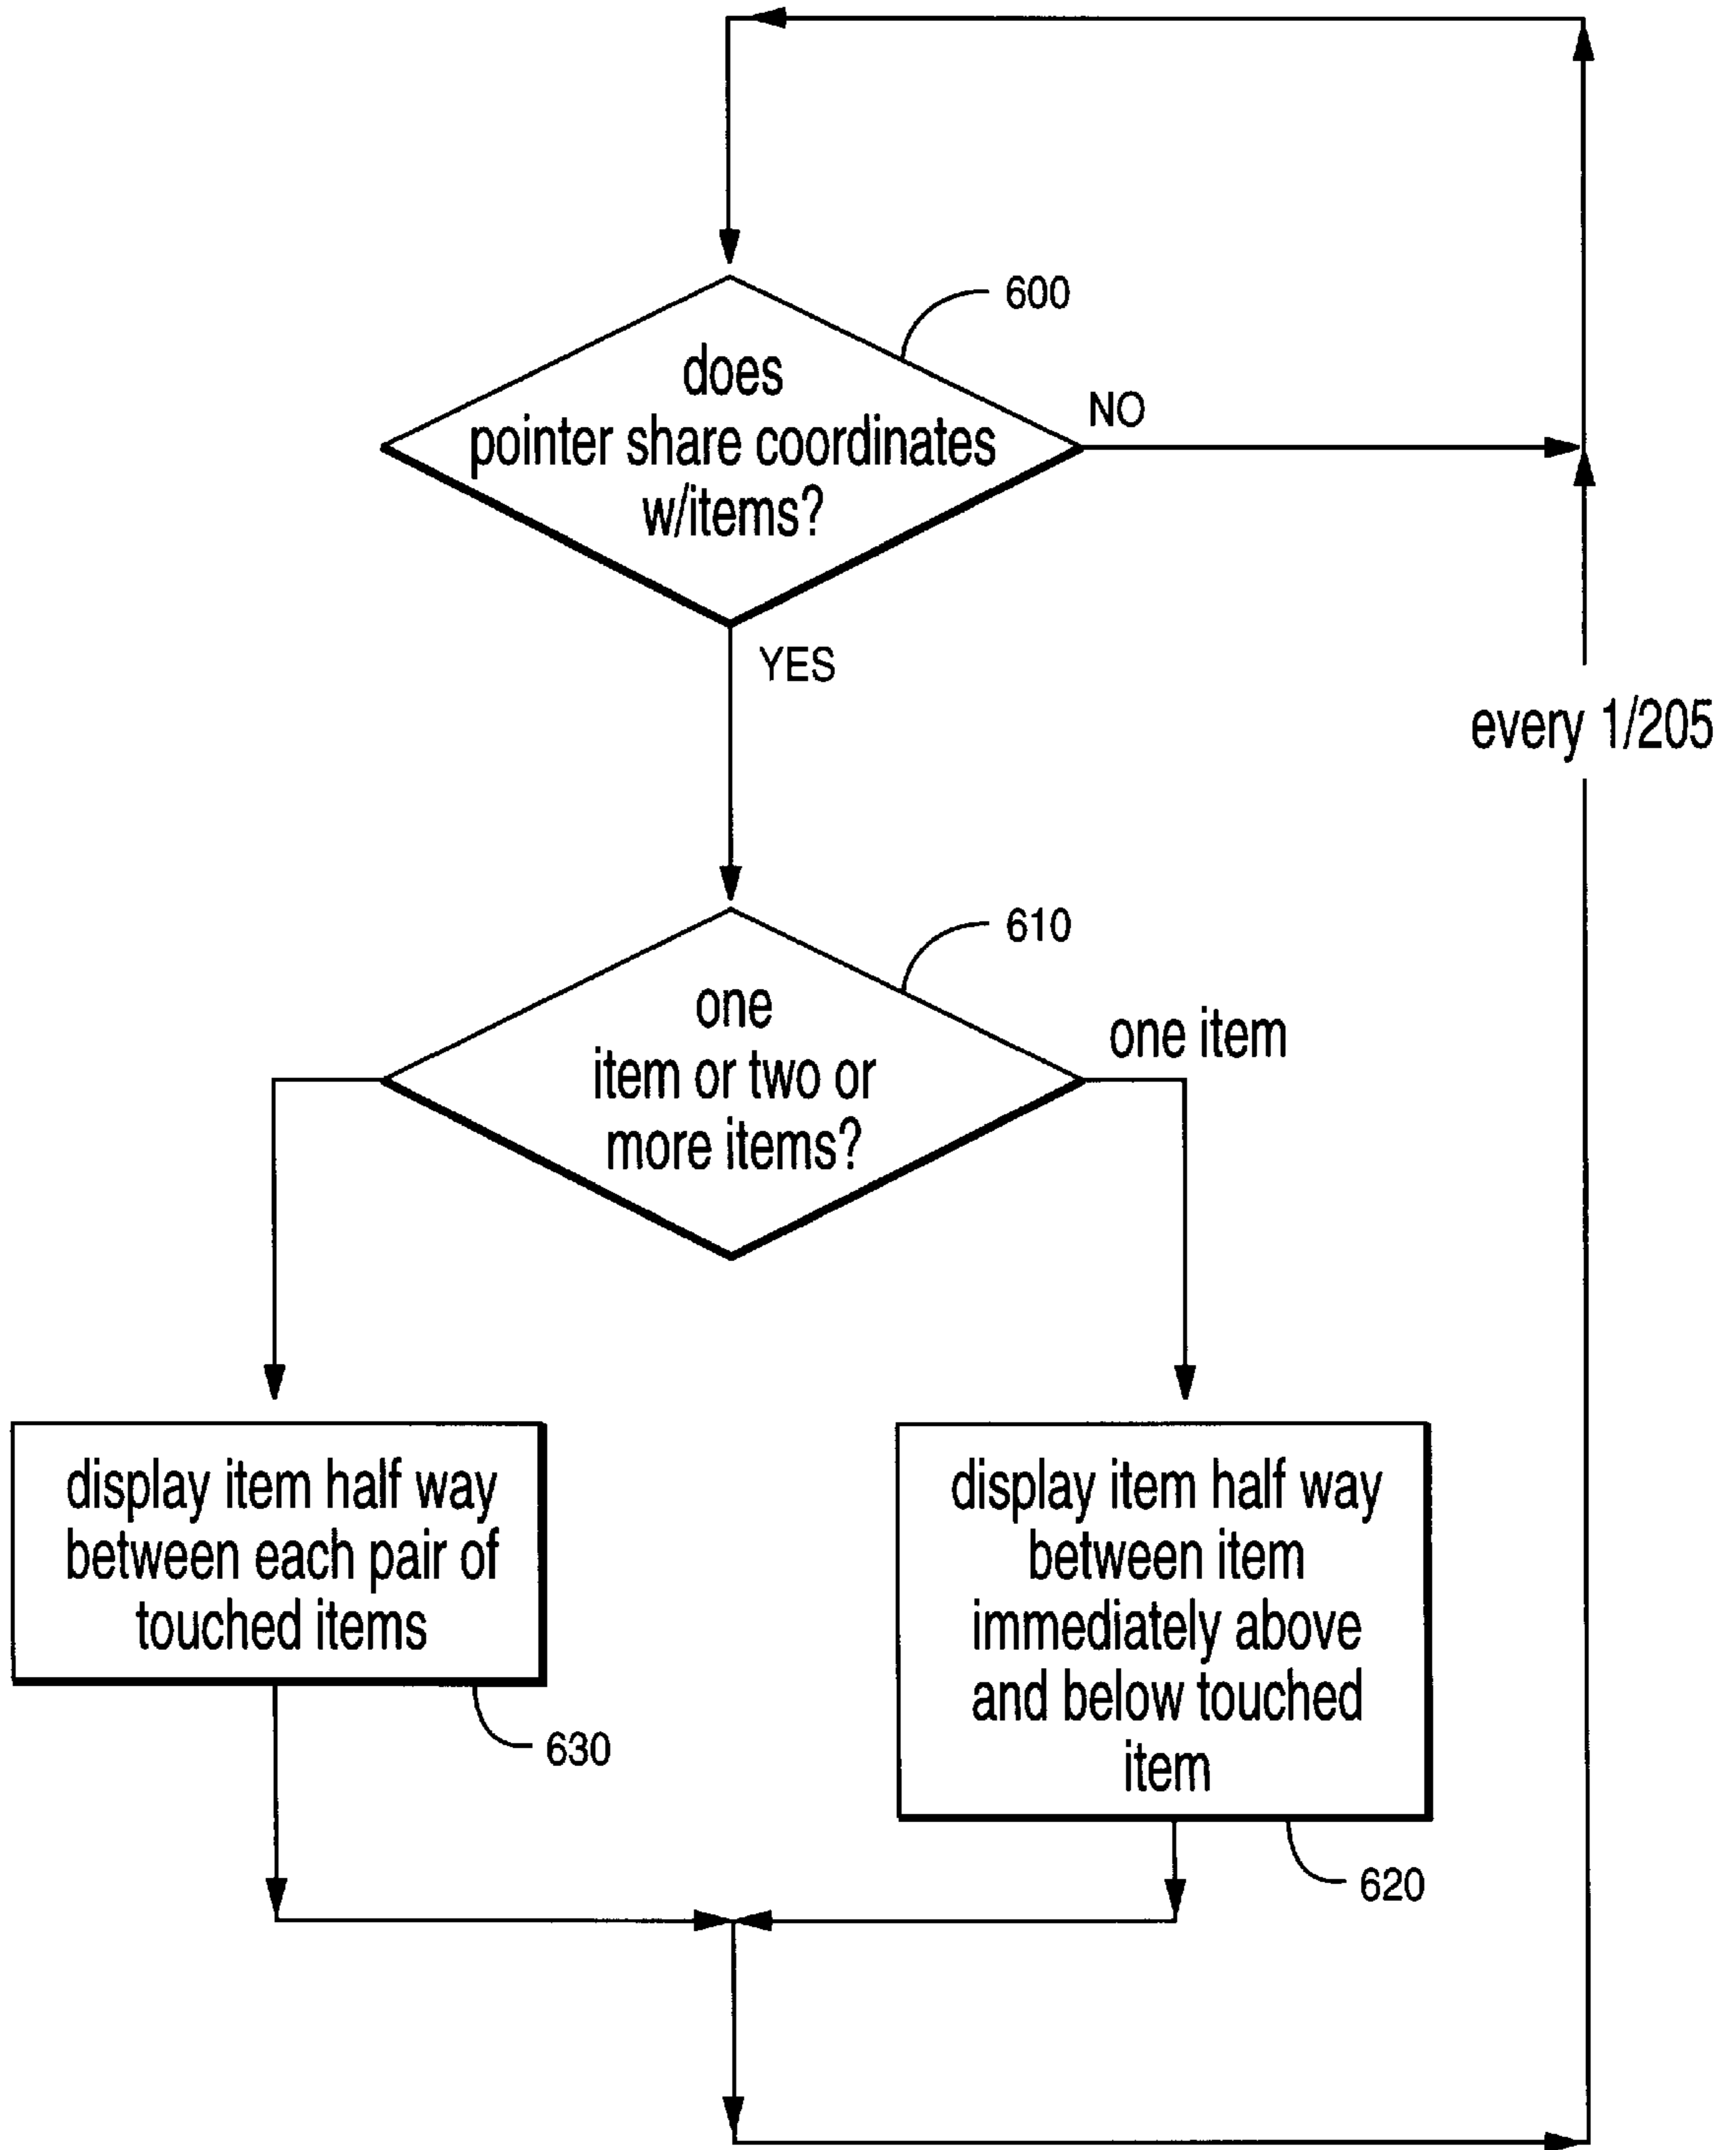 600
does
pointer share coordinates
w/items?
NO
YES
every 1/205
610
one
item or two or
more items?
one item
display item half way
between each pair of
touched items
630
display item half way
between item
immediately above
and below touched
item
620